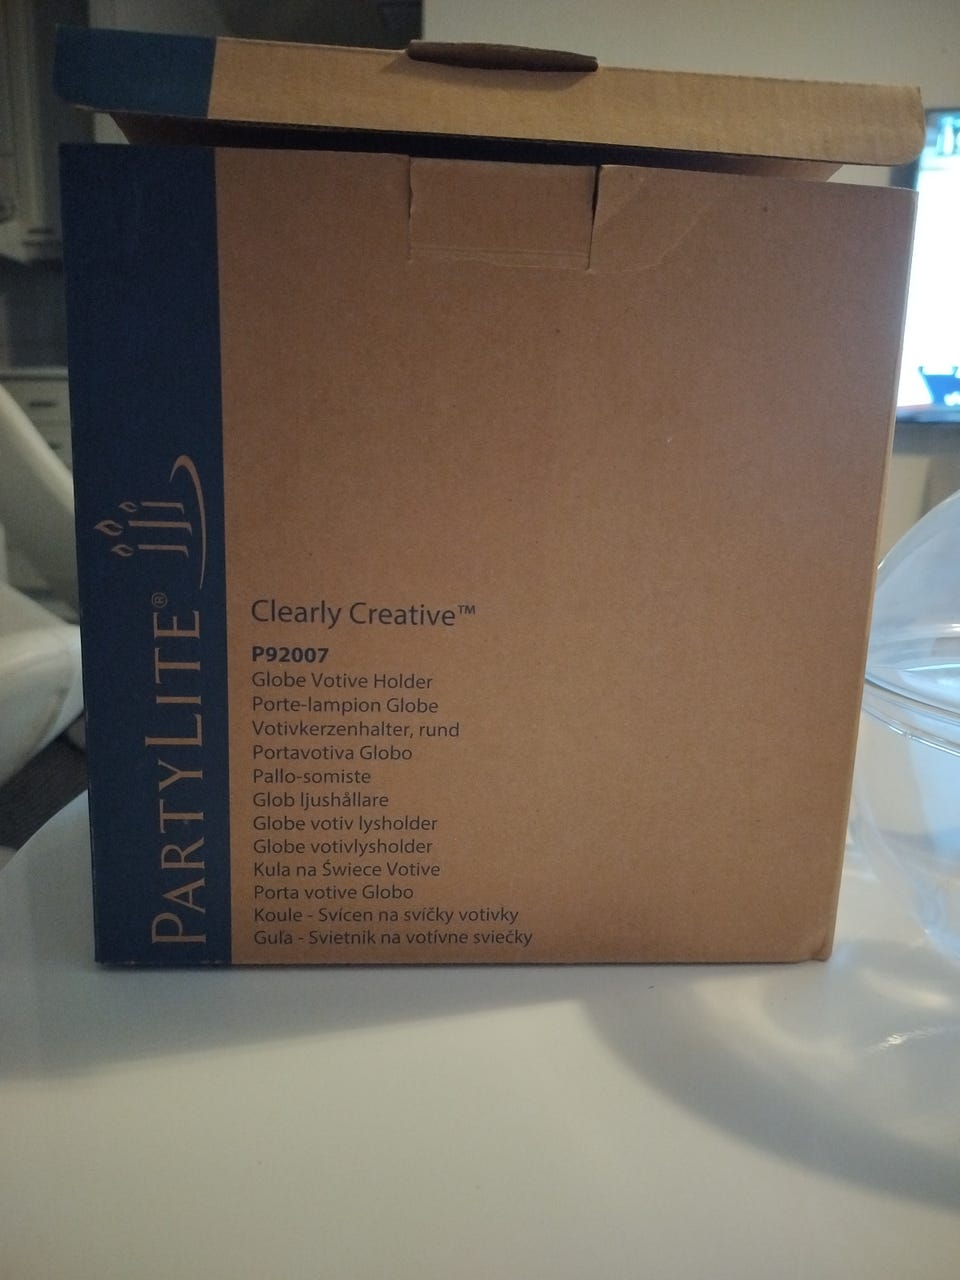 PARTYLITE®
Clearly Creative™
P92007
Globe Votive Holder
Porte-lampion Globe
Votivkerzenhalter, rund
Portavotiva Globo
Pallo-somiste
Glob ljushållare
Globe votiv lysholder
Globe votivlysholder
Kula na Świece Votive
Porta votive Globo
Koule - Svícen na svíčky votivky
Guľa - Svietnik na votívne sviečky